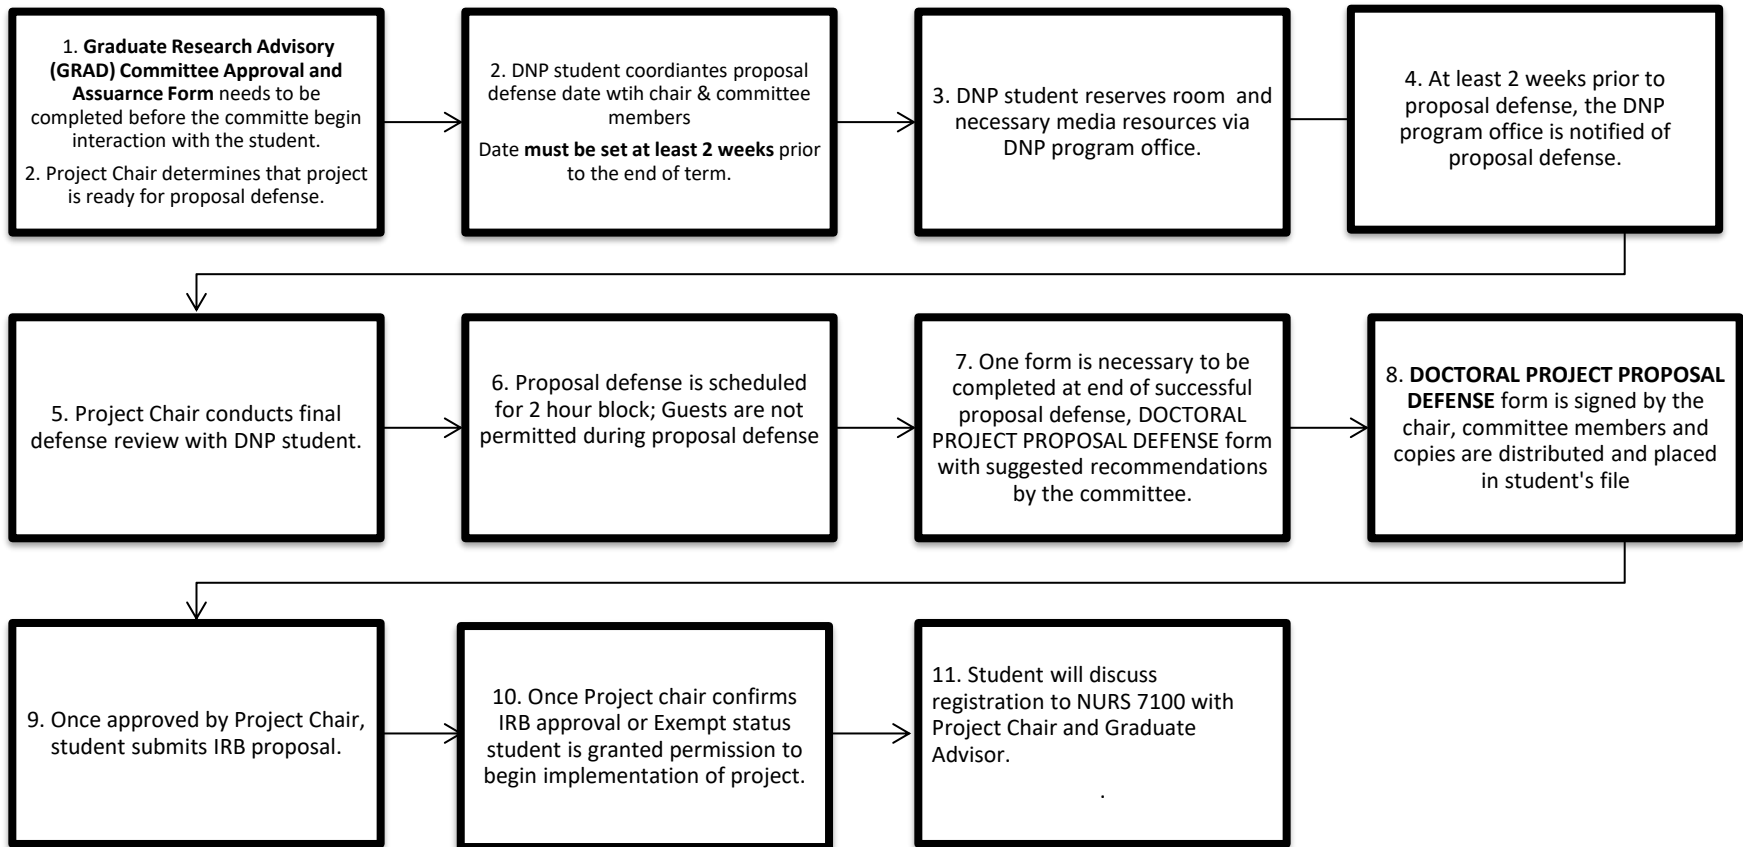 1. Graduate Research Advisory
(GRAD) Committee Approval and
Assuarnce Form needs to be
completed before the committe begin
interaction with the student.
2. Project Chair determines that project
is ready for proposal defense.
2. DNP student coordiantes proposal
defense date wtih chair & committee
members
Date must be set at least 2 weeks prior
to the end of term.
3. DNP student reserves room and
necessary media resources via
DNP program office.
4. At least 2 weeks prior to
proposal defense, the DNP
program office is notified of
proposal defense.
5. Project Chair conducts final
defense review with DNP student.
6. Proposal defense is scheduled
for 2 hour block; Guests are not
permitted during proposal defense
7. One form is necessary to be
completed at end of successful
proposal defense, DOCTORAL
PROJECT PROPOSAL DEFENSE form
with suggested recommendations
by the committee.
8. DOCTORAL PROJECT PROPOSAL
DEFENSE form is signed by the
chair, committee members and
copies are distributed and placed
in student's file
9. Once approved by Project Chair,
student submits IRB proposal.
10. Once Project chair confirms
IRB approval or Exempt status
student is granted permission to
begin implementation of project.
11. Student will discuss
registration to NURS 7100 with
Project Chair and Graduate
Advisor.
.